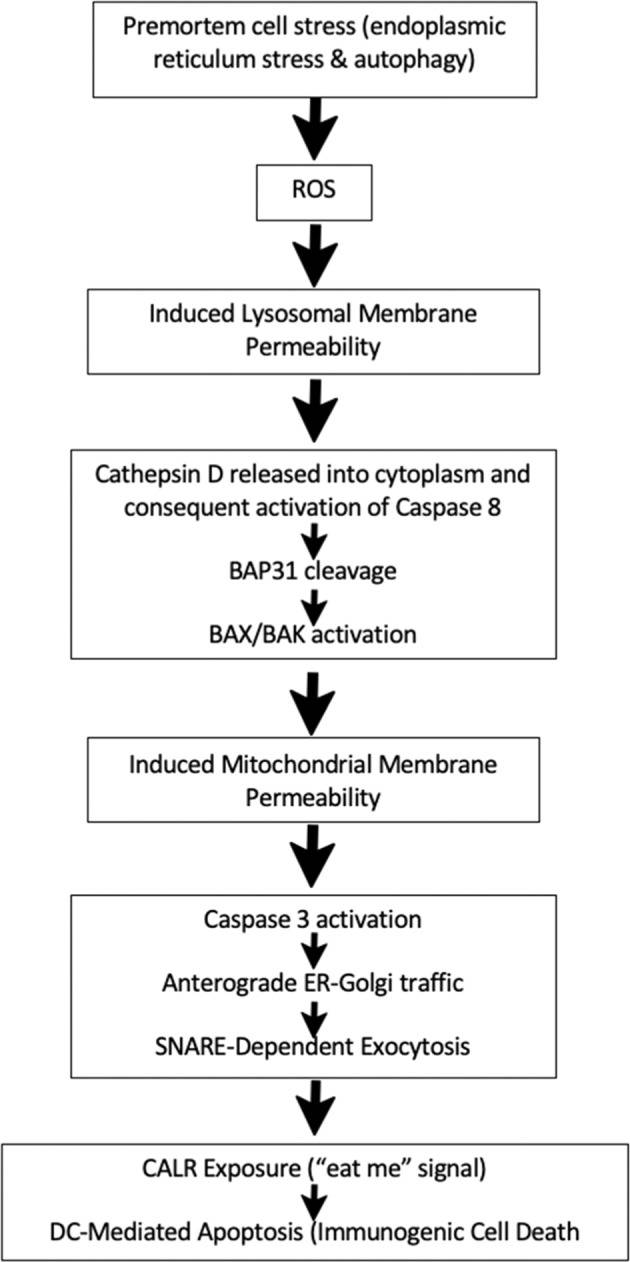 Premortem cell stress (endoplasmic
reticulum stress & autophagy)
ROS
Induced Lysosomal Membrane
Permeability
Cathepsin D released into cytoplasm and
consequent activation of Caspase 8
BAP31 cleavage
BAX/BAK activation
Induced Mitochondrial Membrane
Permeability
Caspase 3 activation
Anterograde ER-Golgi traffic
SNARE-Dependent Exocytosis
CALR Exposure (“eat me” signal)
DC-Mediated Apoptosis (Immunogenic Cell Death